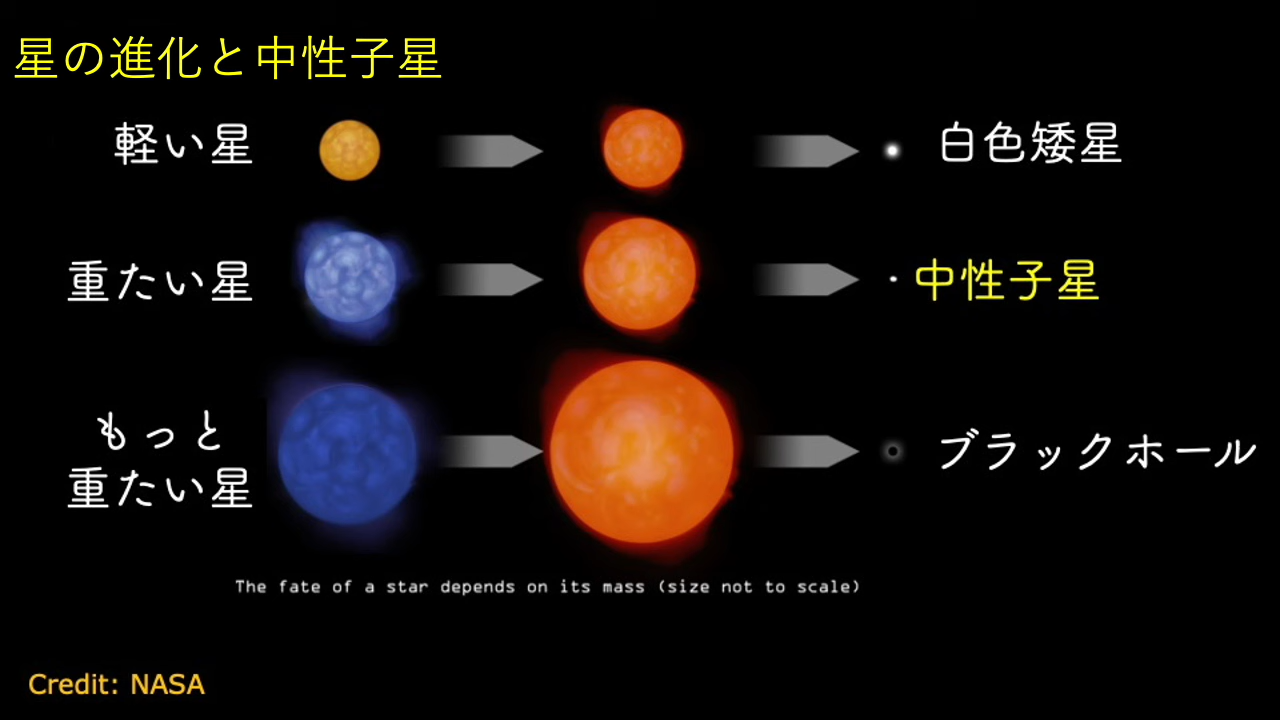 星の進化と中性子星
軽い星
白色矮星
重たい星
中性子星
もっと
重たい星
ブラックホール
The fate of a star depends on its mass (size not to scale)
Credit: NASA